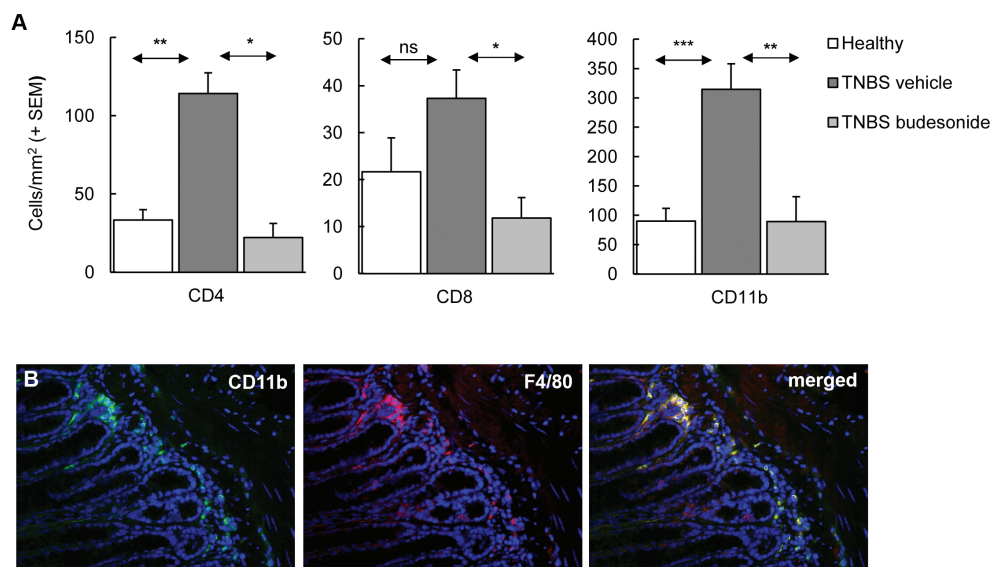 A
Cells/mm² (+ SEM)
150
100
50
0
** *
CD4
50
40
30
20
10
0
ns *
CD8
400
350
300
250
200
150
100
50
0
*** **
CD11b
Healthy
TNBS vehicle
TNBS budesonide
B
CD11b
F4/80
merged